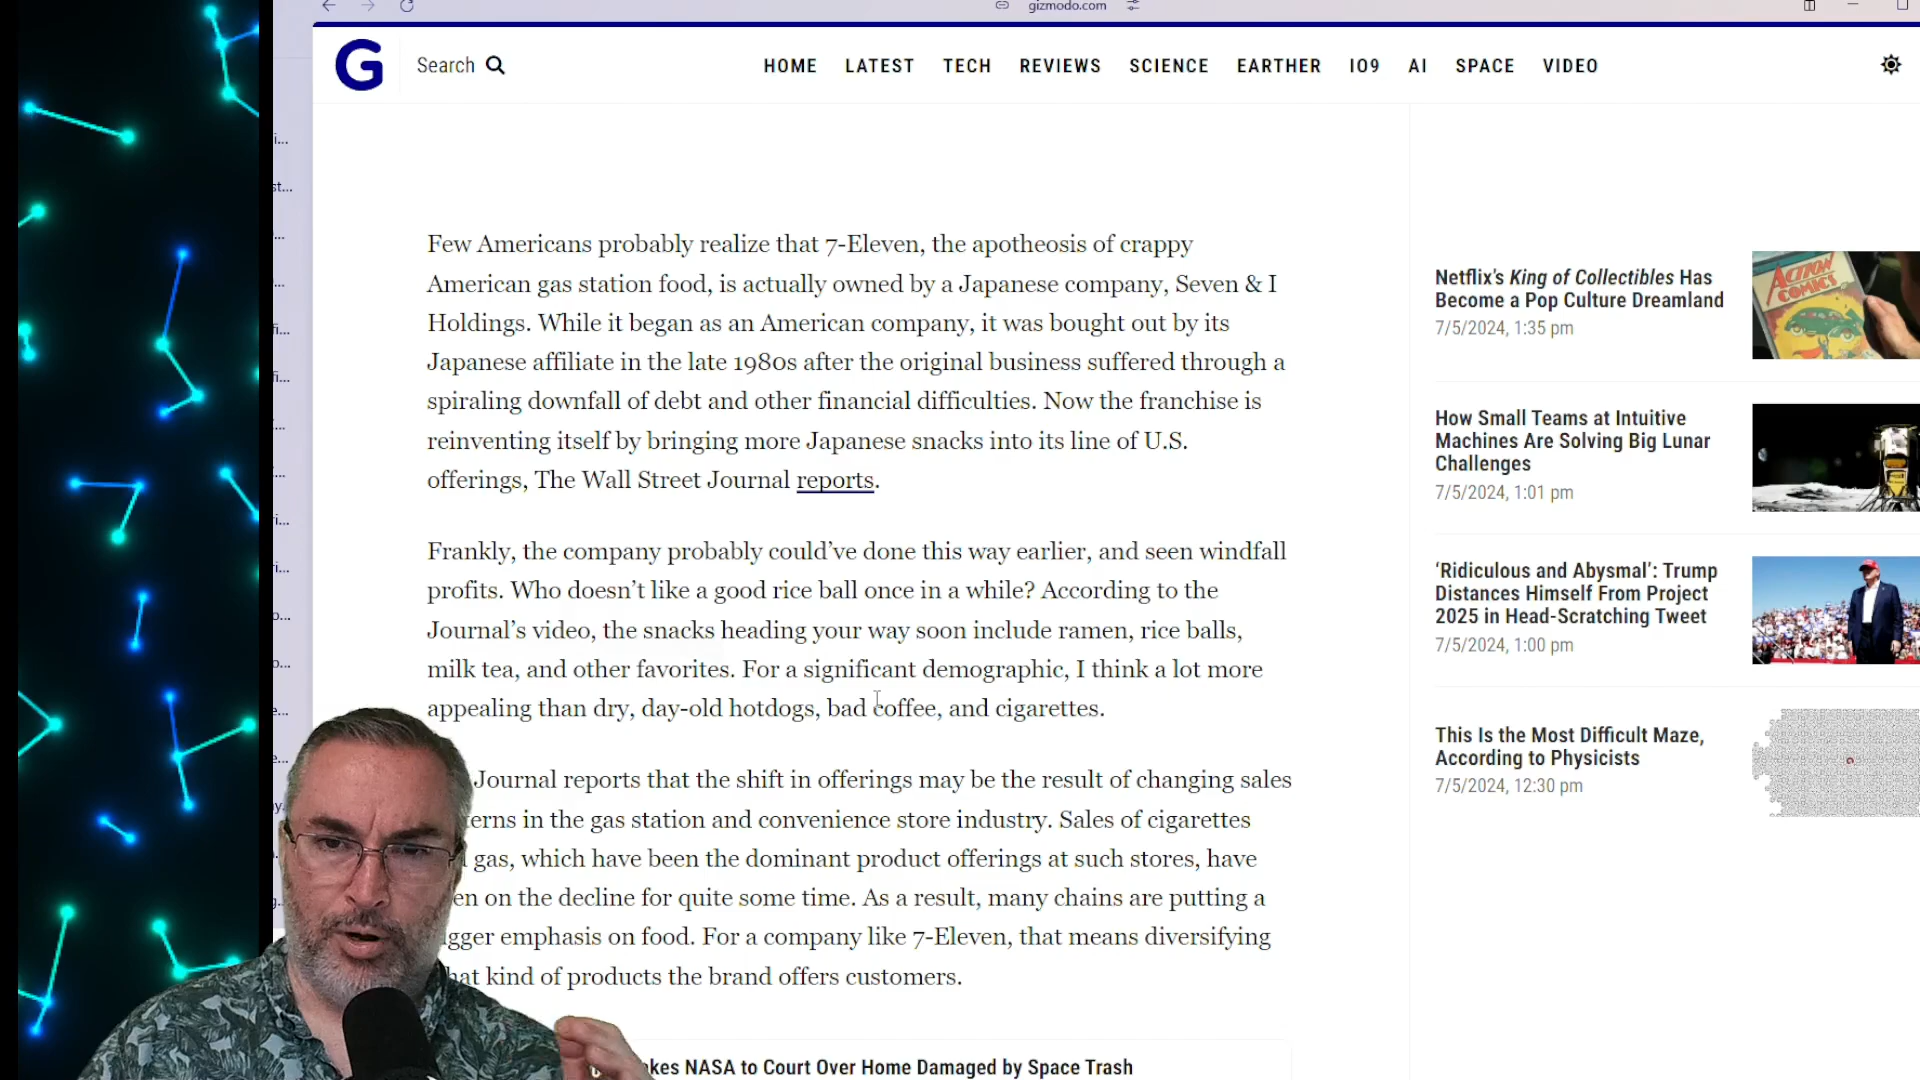 gizmodo.com
G
Search
HOME LATEST TECH REVIEWS SCIENCE EARTHER IO9 AI SPACE VIDEO
Few Americans probably realize that 7-Eleven, the apotheosis of crappy
American gas station food, is actually owned by a Japanese company, Seven & I
Holdings. While it began as an American company, it was bought out by its
Japanese affiliate in the late 1980s after the original business suffered through a
spiraling downfall of debt and other financial difficulties. Now the franchise is
reinventing itself by bringing more Japanese snacks into its line of U.S.
offerings, The Wall Street Journal reports.
Frankly, the company probably could’ve done this way earlier, and seen windfall
profits. Who doesn’t like a good rice ball once in a while? According to the
Journal’s video, the snacks heading your way soon include ramen, rice balls,
milk tea, and other favorites. For a significant demographic, I think a lot more
appealing than dry, day-old hotdogs, bad coffee, and cigarettes.
Journal reports that the shift in offerings may be the result of changing sales
in the gas station and convenience store industry. Sales of cigarettes
gas, which have been the dominant product offerings at such stores, have
on the decline for quite some time. As a result, many chains are putting a
emphasis on food. For a company like 7-Eleven, that means diversifying
kind of products the brand offers customers.
NASA to Court Over Home Damaged by Space Trash
Netflix's King of Collectibles Has
Become a Pop Culture Dreamland
7/5/2024, 1:35 pm
ACTION
COMICS
How Small Teams at Intuitive
Machines Are Solving Big Lunar
Challenges
7/5/2024, 1:01 pm
‘Ridiculous and Abysmal’: Trump
Distances Himself From Project
2025 in Head-Scratching Tweet
7/5/2024, 1:00 pm
This Is the Most Difficult Maze,
According to Physicists
7/5/2024, 12:30 pm